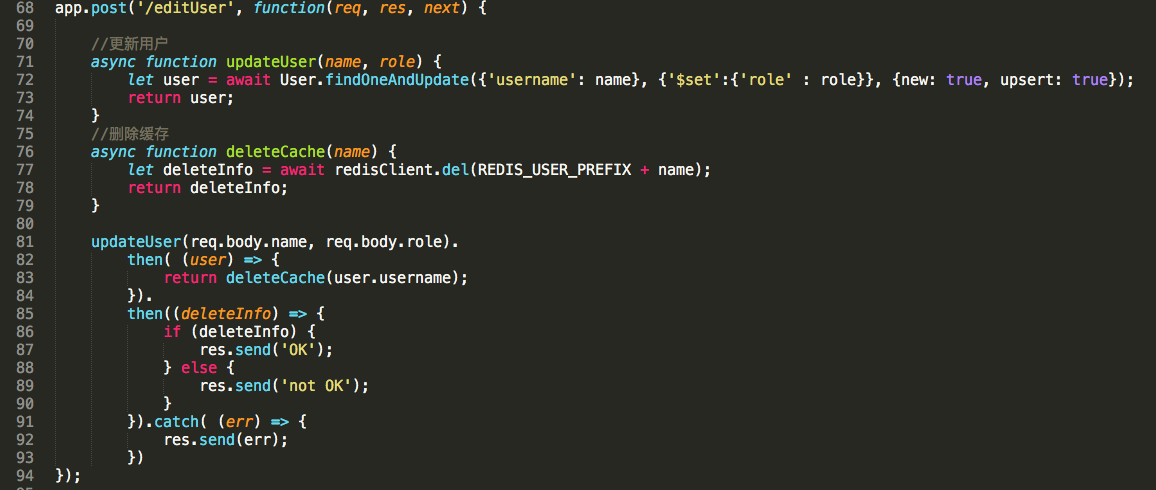 68 app.post('/editUser', function(req, res, next) {
69
70     //更新用户
71     async function updateUser(name, role) {
72         let user = await User.findOneAndUpdate({'username': name}, {'$set':{'role' : role}}, {new: true, upsert: true});
73         return user;
74     }
75     //删除缓存
76     async function deleteCache(name) {
77         let deleteInfo = await redisClient.del(REDIS_USER_PREFIX + name);
78         return deleteInfo;
79     }
80
81     updateUser(req.body.name, req.body.role).
82         then( (user) => {
83             return deleteCache(user.username);
84         }).
85         then((deleteInfo) => {
86             if (deleteInfo) {
87                 res.send('OK');
88             } else {
89                 res.send('not OK');
90             }
91         }).catch( (err) => {
92             res.send(err);
93         })
94 });